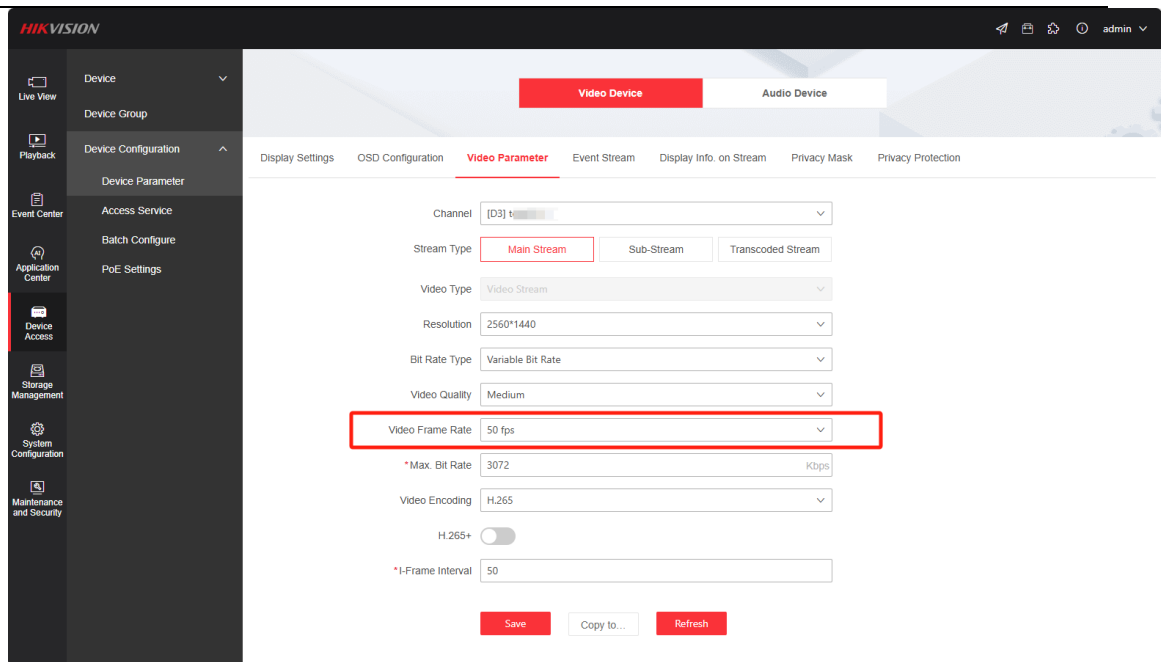 HIKVISION
admin
Live View
Playback
Event Center
AI
Application
Center
Device
Access
Storage
Management
System
Configuration
Maintenance
and Security
Device
Device Group
Device Configuration
Device Parameter
Access Service
Batch Configure
PoE Settings
Video Device Audio Device
Display Settings OSD Configuration Video Parameter Event Stream Display Info. on Stream Privacy Mask Privacy Protection
Channel [D3]
Stream Type Main Stream Sub-Stream Transcoded Stream
Video Type Video Stream
Resolution 2560*1440
Bit Rate Type Variable Bit Rate
Video Quality Medium
Video Frame Rate 50 fps
*Max. Bit Rate 3072 Kbps
Video Encoding H.265
H.265+
*I-Frame Interval 50
Save Copy to... Refresh